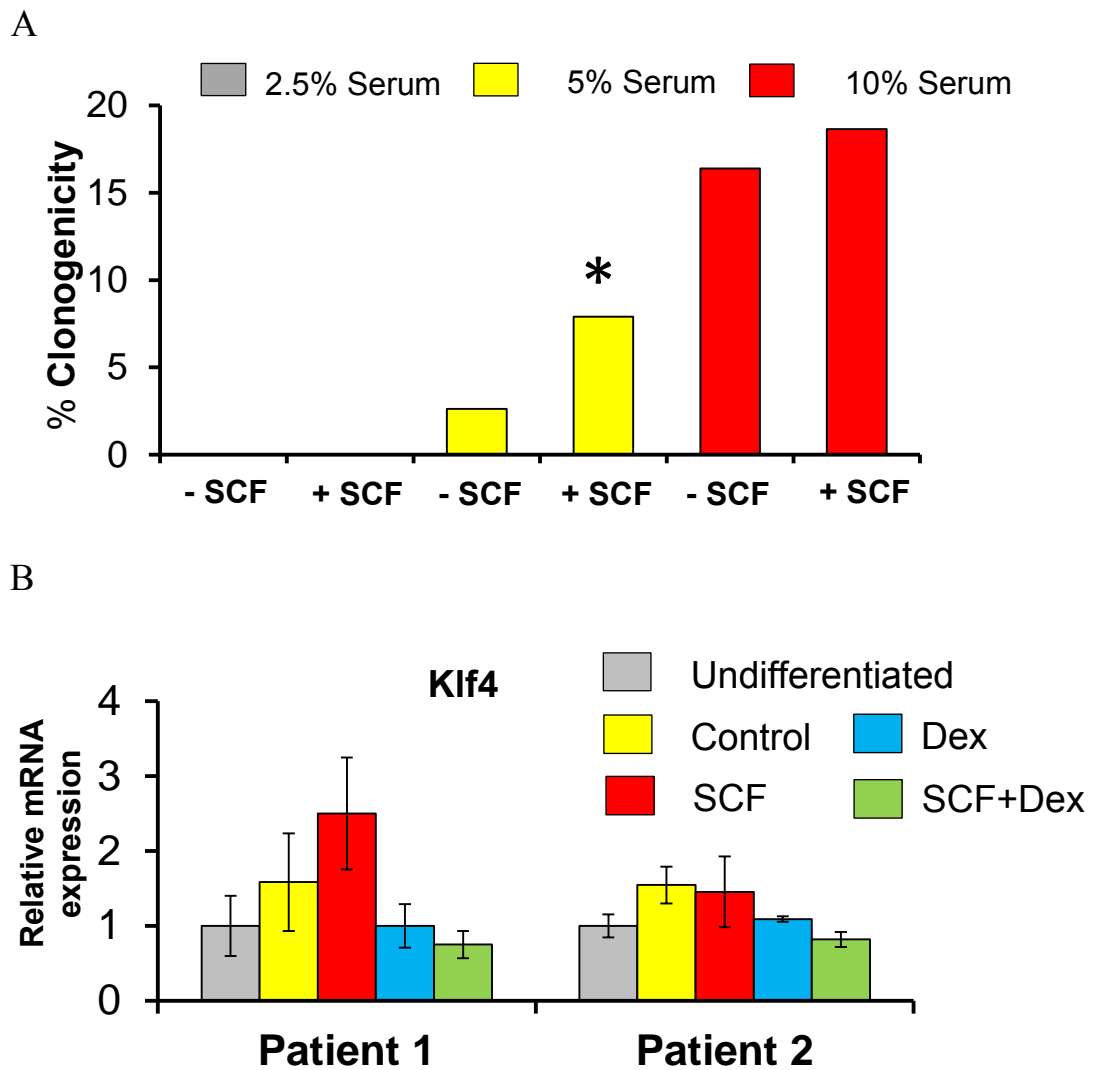 A
2.5% Serum 5% Serum 10% Serum
20
15
10
5
0
% Clonogenicity
*
- SCF + SCF - SCF + SCF - SCF + SCF
B
Klf4
Undifferentiated
Control Dex
SCF SCF+Dex
4
3
2
1
0
Relative mRNA
expression
Patient 1 Patient 2